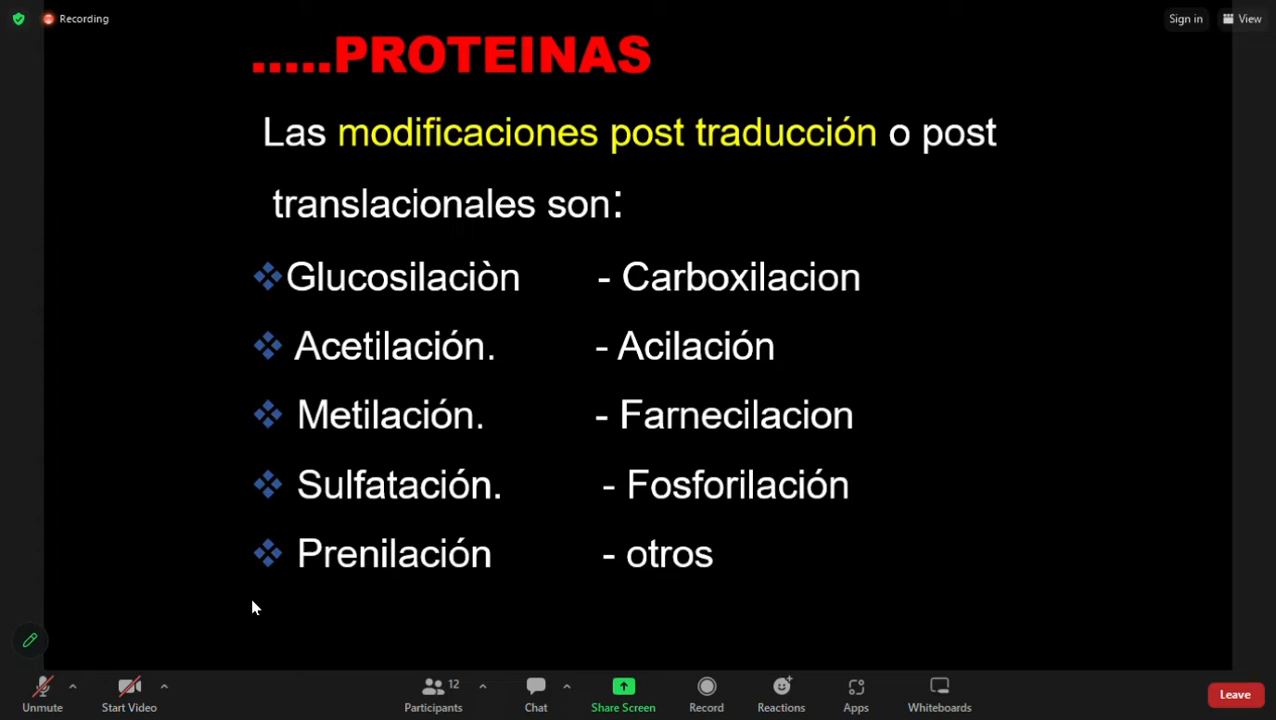 Recording
Sign in
View
.....PROTEINAS
Las modificaciones post traducción o post
translacionales son:
Glucosilaciòn - Carboxilacion
Acetilación. - Acilación
Metilación. - Farnecilacion
Sulfatación. - Fosforilación
Prenilación - otros
12
Unmute
Start Video
Participants
Chat
Share Screen
Record
Reactions
Apps
Whiteboards
Leave